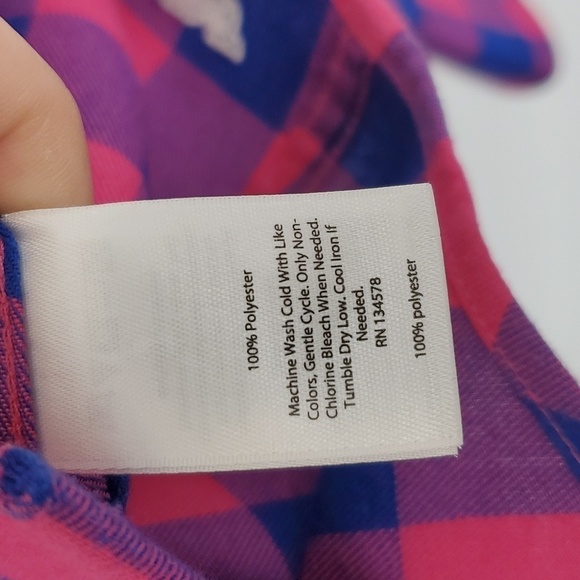 100% Polyester
Machine Wash Cold With Like
Colors, Gentle Cycle. Only Non-
Chlorine Bleach When Needed.
Tumble Dry Low. Cool Iron If
Needed.
RN 134578
100% polyester